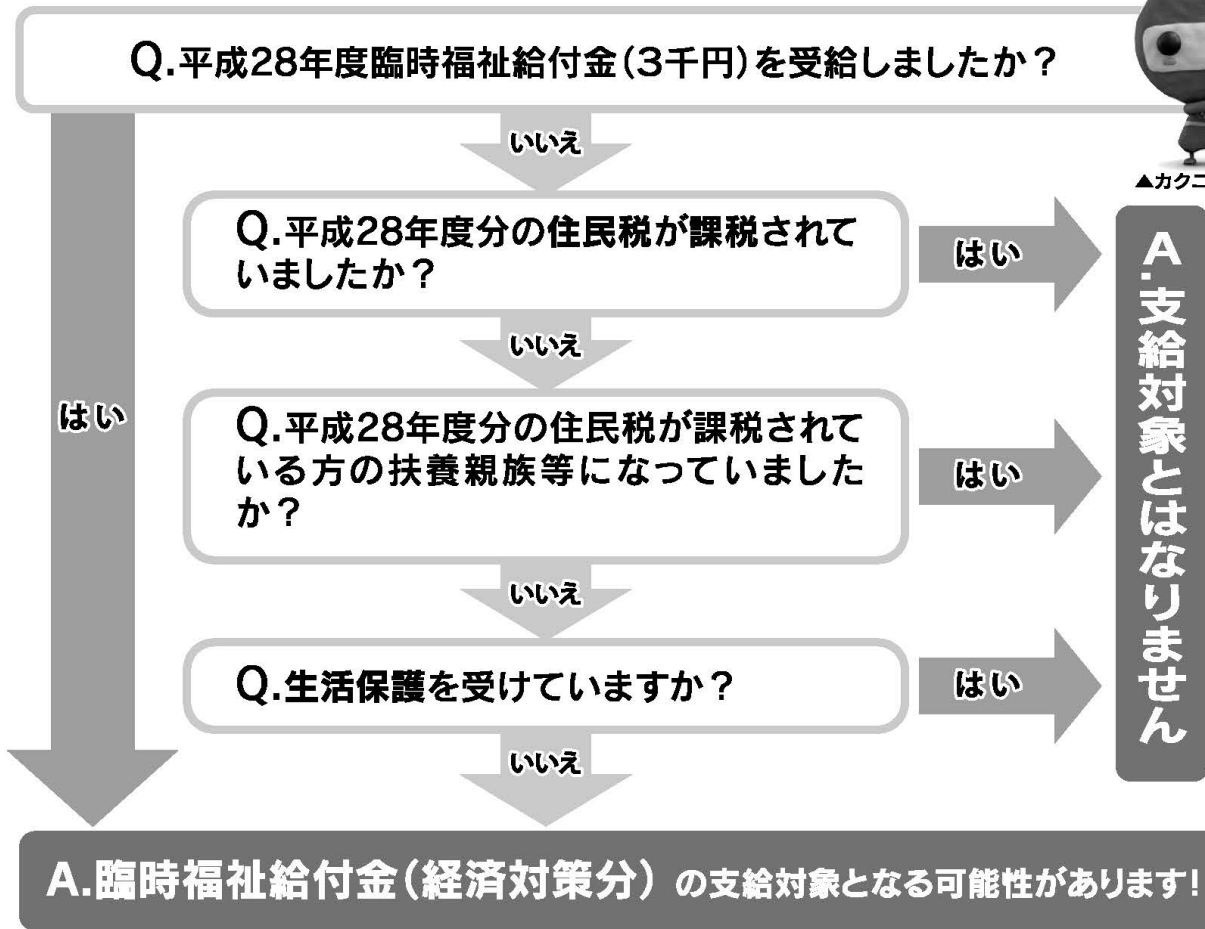 Q.平成28年度臨時福祉給付金(3千円)を受給しましたか？
いいえ
▲カクニ
Q.平成28年度分の住民税が課税されて
いましたか？
はい
いいえ
はい
Q.平成28年度分の住民税が課税されて
いる方の扶養親族等になっていました
か？
はい
いいえ
Q.生活保護を受けていますか？
はい
いいえ
A.支給対象とはなりません
A.臨時福祉給付金(経済対策分)の支給対象となる可能性があります!